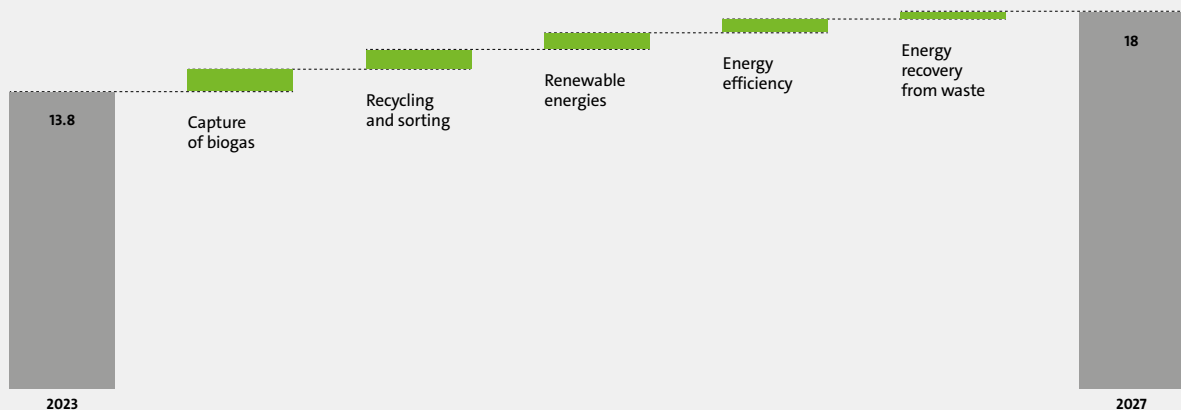 13.8
Capture
of biogas
Recycling
and sorting
Renewable
energies
Energy
efficiency
Energy
recovery
from waste
18
2023
2027